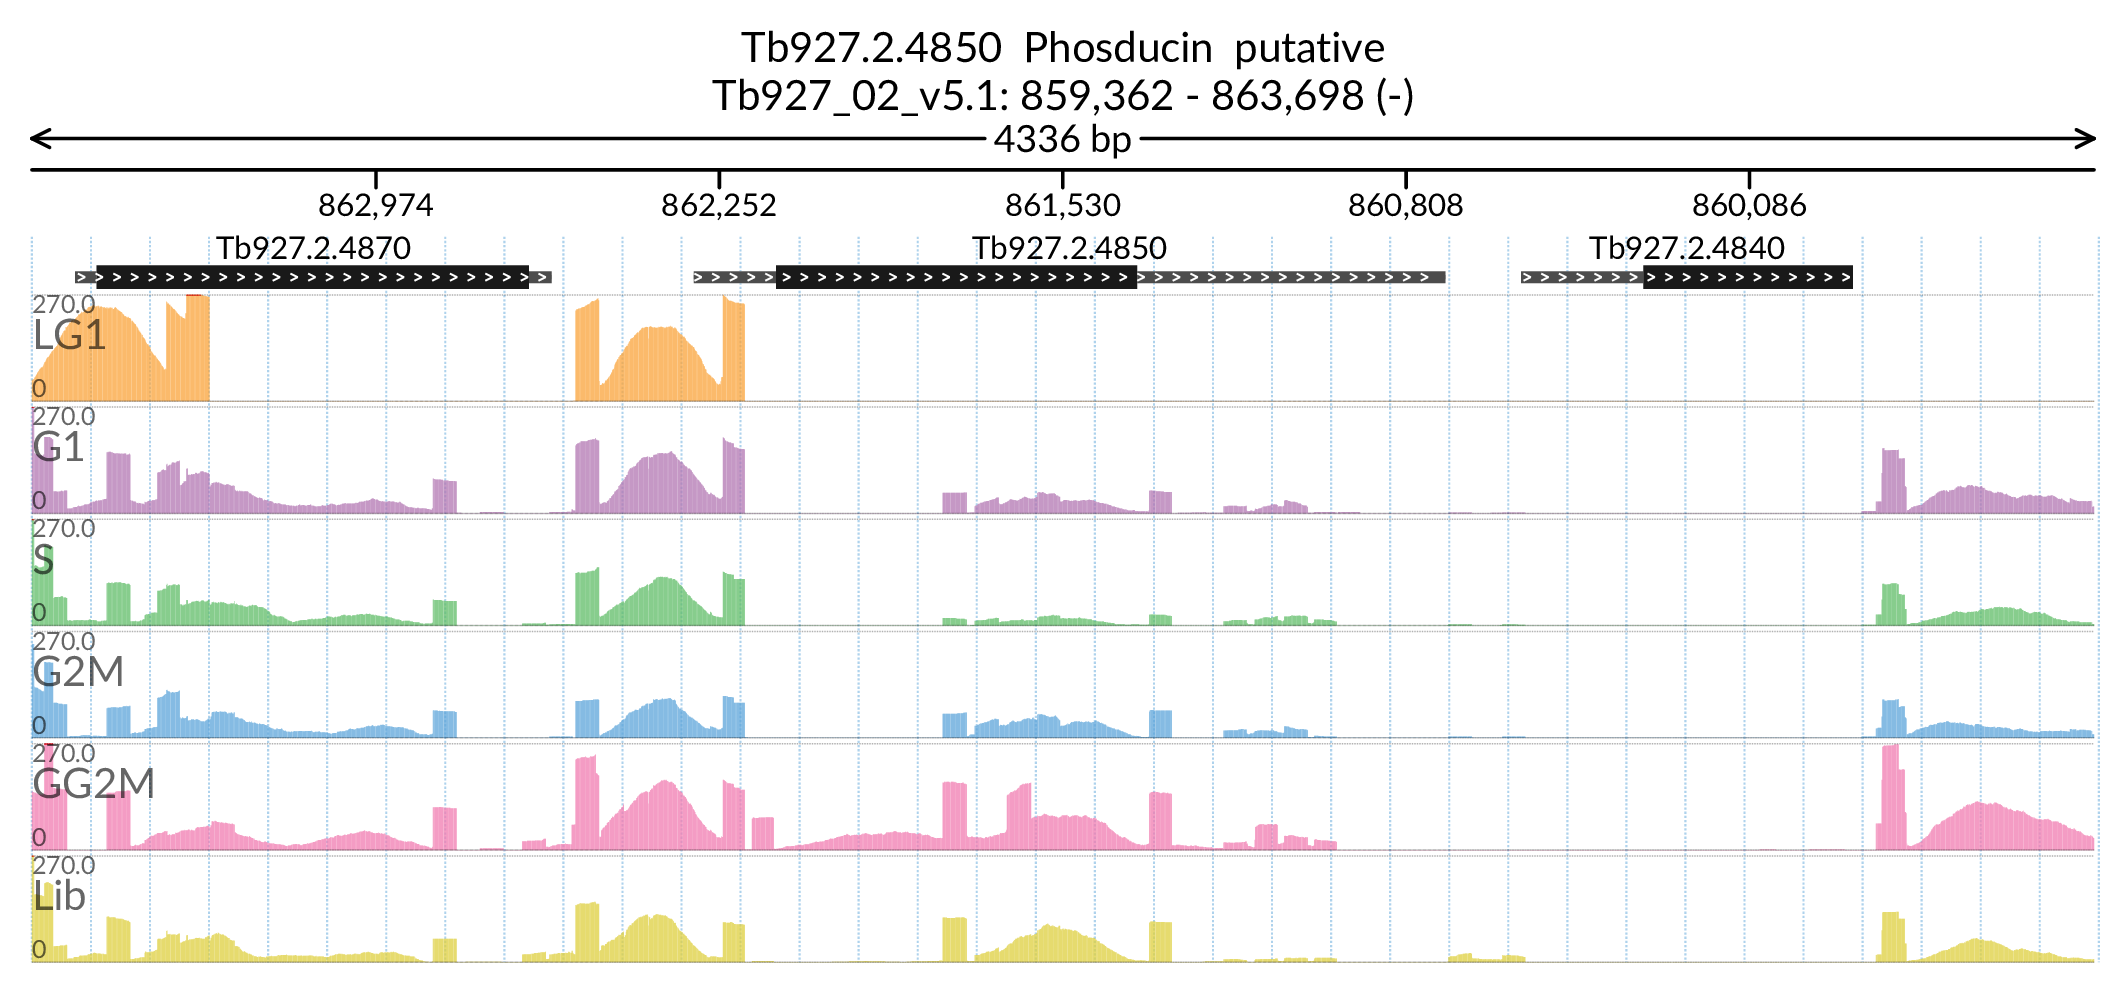 Tb927.2.4850 Phosducin putative
Tb927_02_v5.1: 859,362 - 863,698 (-)
4336 bp
862,974 862,252 861,530 860,808 860,086
Tb927.2.4870 Tb927.2.4850 Tb927.2.4840
270.0
LG1
0
270.0
G1
0
270.0
S
0
270.0
G2M
0
270.0
GG2M
0
270.0
Lib
0